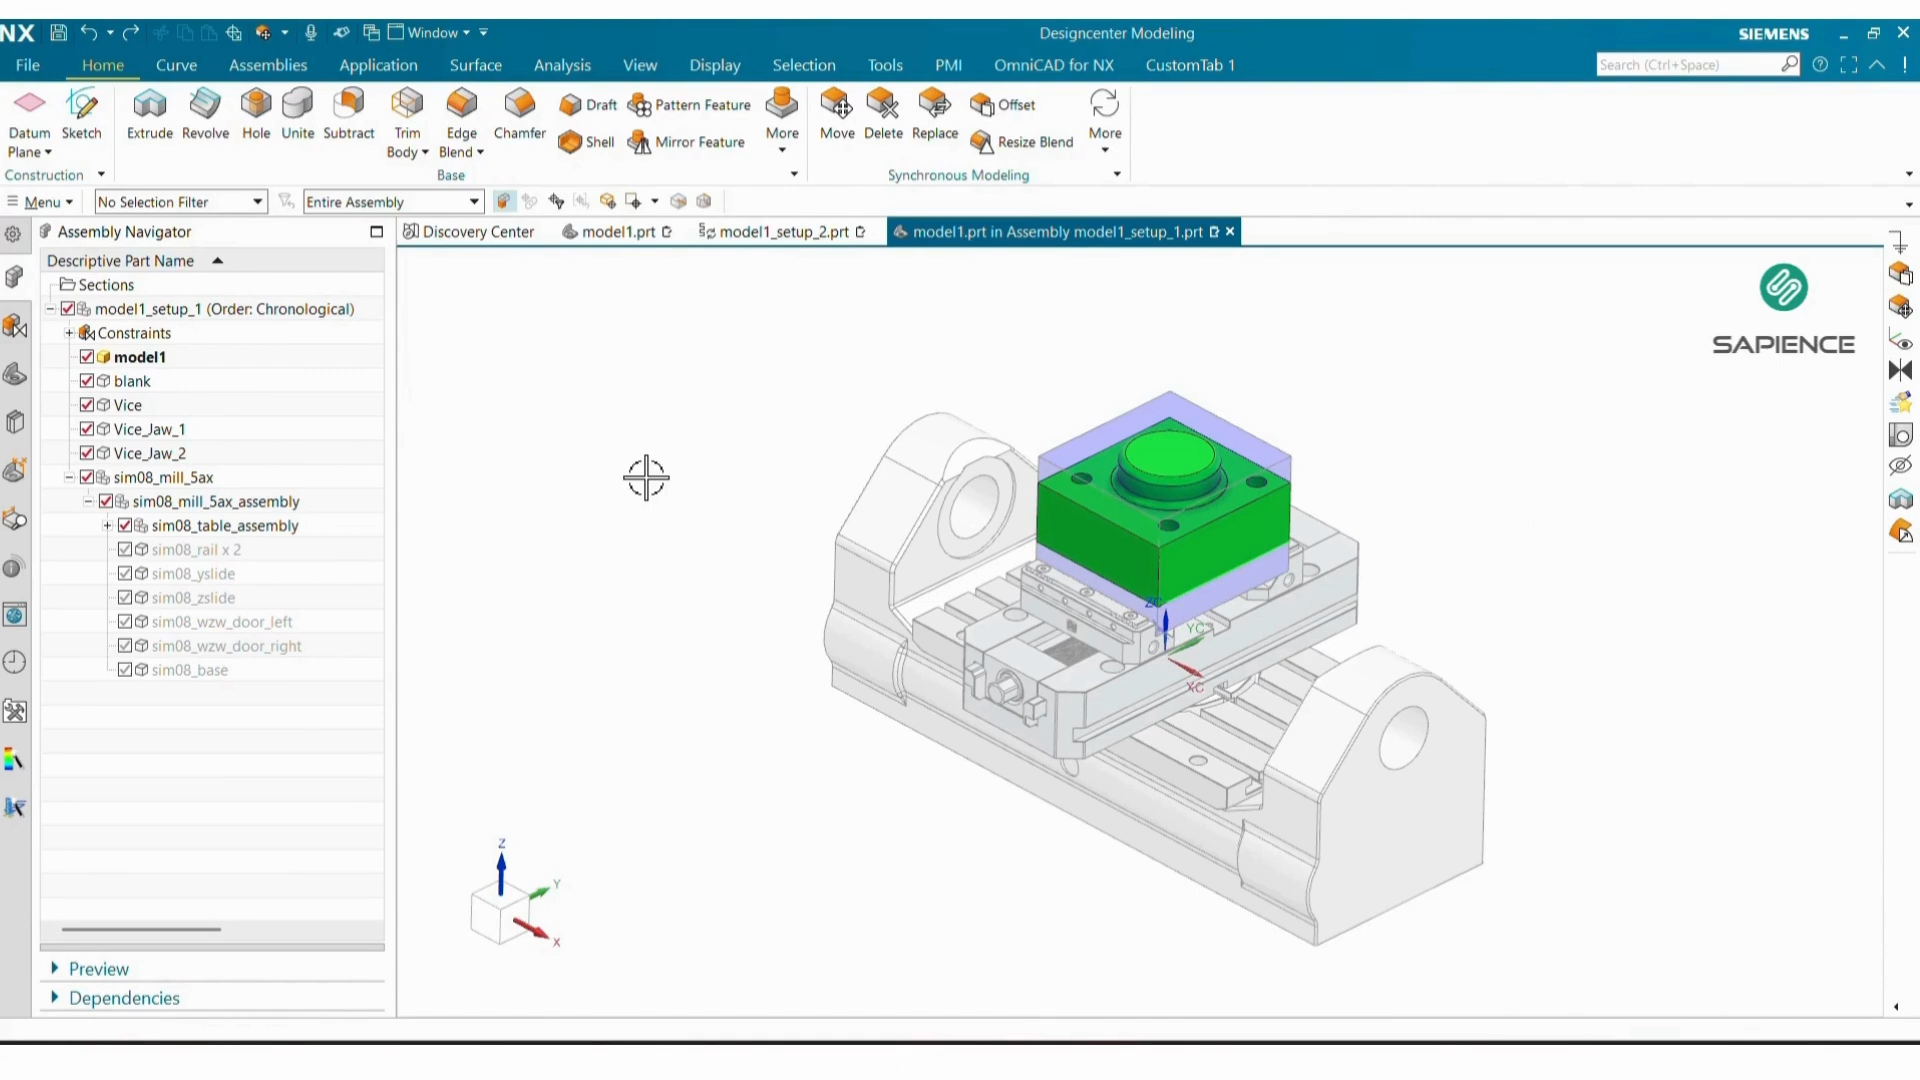 NX
Window
Designcenter Modeling
SIEMENS
File Home Curve Assemblies Application Surface Analysis View Display Selection Tools PMI OmniCAD for NX CustomTab 1
Search (Ctrl+Space)
Datum Plane
Sketch
Extrude
Revolve
Hole
Unite
Subtract
Trim Body
Edge Blend
Chamfer
Draft
Shell
Pattern Feature
Mirror Feature
More
Move
Delete
Replace
Offset
Resize Blend
More
Construction
Base
Synchronous Modeling
Menu
No Selection Filter
Entire Assembly
Assembly Navigator
Discovery Center
model1.prt
model1_setup_2.prt
model1.prt in Assembly model1_setup_1.prt
Descriptive Part Name
Sections
model1_setup_1 (Order: Chronological)
Constraints
model1
blank
Vice
Vice_Jaw_1
Vice_Jaw_2
sim08_mill_5ax
sim08_mill_5ax_assembly
sim08_table_assembly
sim08_rail x 2
sim08_yslide
sim08_zslide
sim08_wzw_door_left
sim08_wzw_door_right
sim08_base
Preview
Dependencies
SAPIENCE
ZC
YC
XC
Z
Y
X